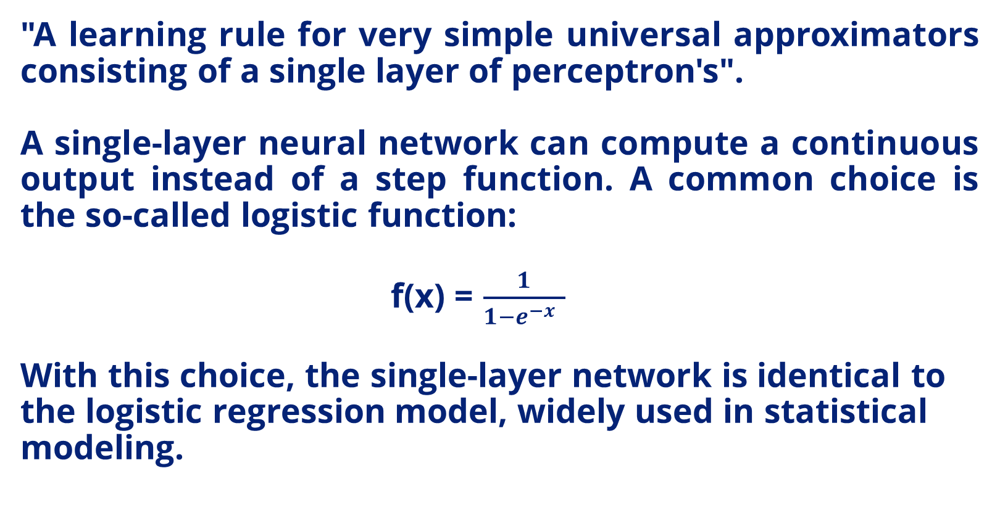 "A learning rule for very simple universal approximators
consisting of a single layer of perceptron's".
A single-layer neural network can compute a continuous
output instead of a step function. A common choice is
the so-called logistic function:
f(x) = 1/(1−e^−x)
With this choice, the single-layer network is identical to
the logistic regression model, widely used in statistical
modeling.